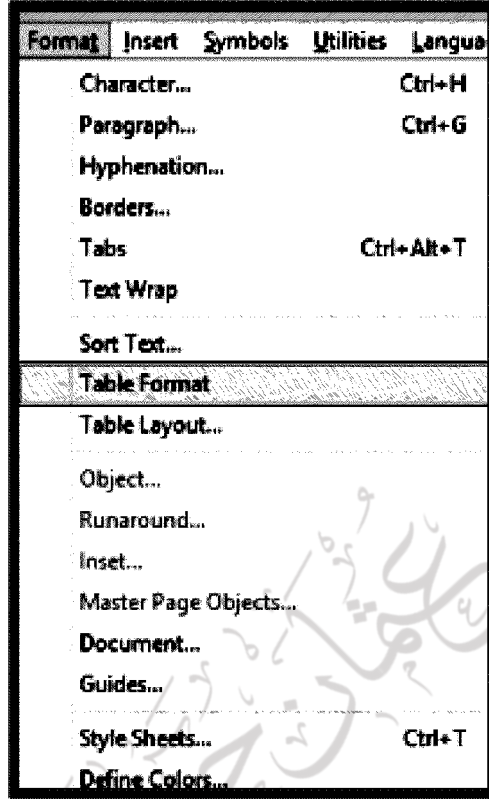 Format Insert Symbols Utilities Langua
Character... Ctrl+H
Paragraph... Ctrl+G
Hyphenation...
Borders...
Tabs Ctrl+Alt+T
Text Wrap
Sort Text...
Table Format
Table Layout...
Object...
Runaround...
Inset...
Master Page Objects...
Document...
Guides...
Style Sheets... Ctrl+T
Define Colors...